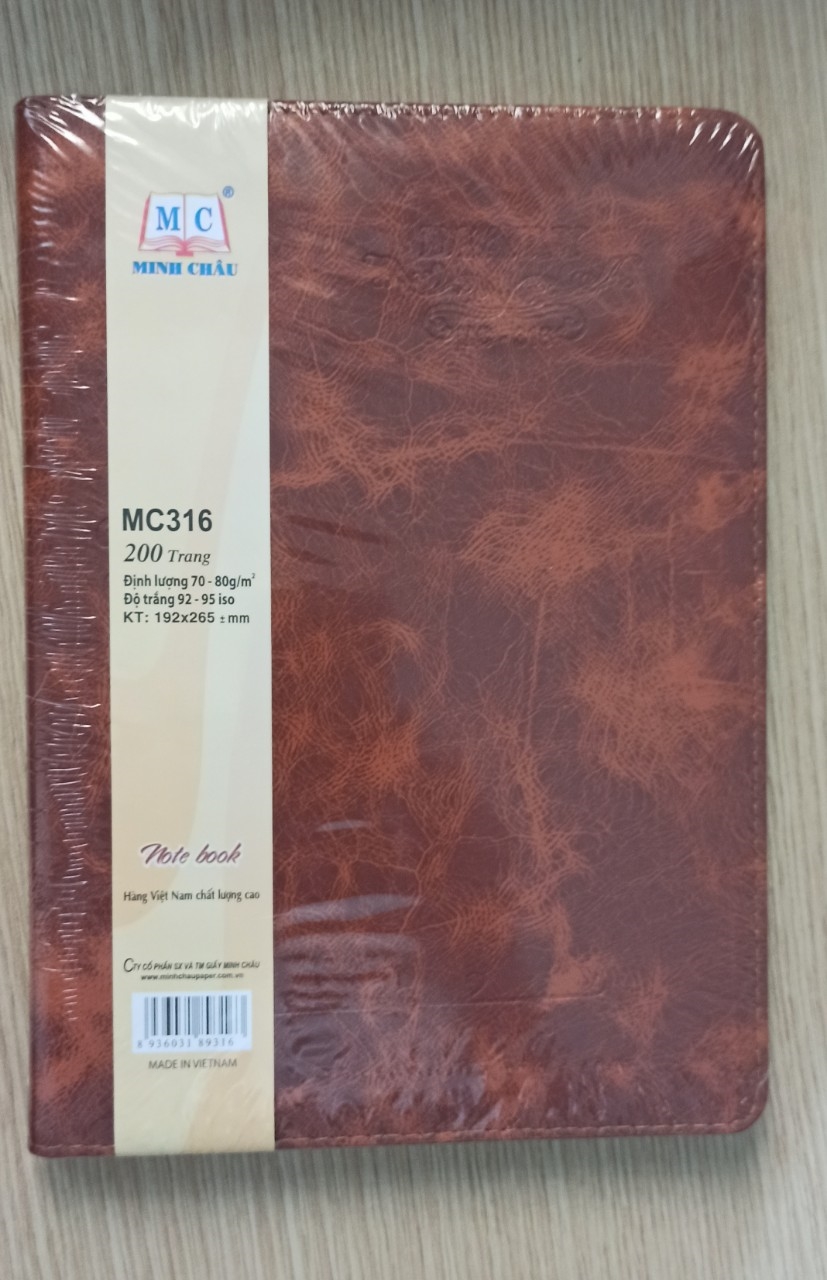 M C ®
MINH CHÂU
MC316
200 Trang
Định lượng 70 - 80g/m²
Độ trắng 92 - 95 iso
KT: 192x265 ± mm
Note book
Hàng Việt Nam chất lượng cao
CTY CỔ PHẦN SX VÀ TM GIẤY MINH CHÂU
www.minhchaupaper.com.vn
8 936031 89316
MADE IN VIETNAM